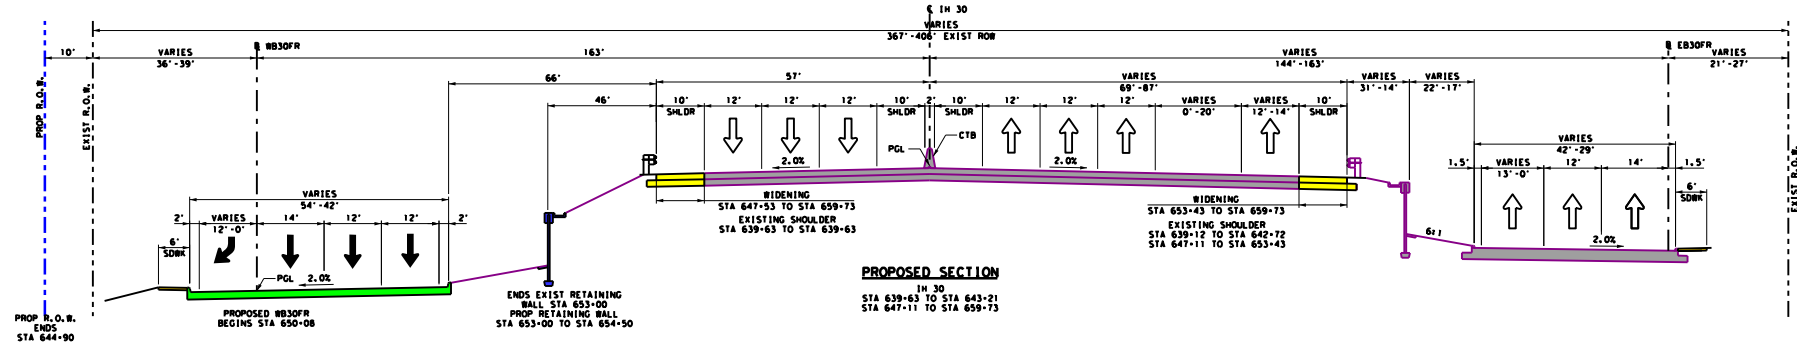 ℄ IH 30
VARIES
367'-406' EXIST ROW
10'
VARIES
36'-39'
WB30FR
163'
VARIES
144'-163'
EB30FR
VARIES
21'-27'
PROP R.O.W.
EXIST R.O.W.
66'
57'
VARIES
69'-87'
VARIES
31'-14'
VARIES
22'-17'
46'
10'
SHLDR
12'
12'
12'
10'
SHLDR
2'
10'
SHLDR
12'
12'
12'
VARIES
0'-20'
VARIES
12'-14'
10'
SHLDR
PGL
CTB
2.0%
2.0%
VARIES
42'-29'
1.5'
VARIES
13'-0'
12'
14'
1.5'
6'
SDWK
EXIST R.O.W.
6:1
2.0%
VARIES
54'-42'
2'
VARIES
12'-0'
14'
12'
12'
2'
6'
SDWK
PGL
2.0%
WIDENING
STA 647+53 TO STA 659+73
EXISTING SHOULDER
STA 639+63 TO STA 639+63
WIDENING
STA 653+43 TO STA 659+73
EXISTING SHOULDER
STA 639+12 TO STA 642+72
STA 647+11 TO STA 653+43
PROPOSED SECTION
IH 30
STA 639+63 TO STA 643+21
STA 647+11 TO STA 659+73
ENDS EXIST RETAINING
WALL STA 653+00
PROP RETAINING WALL
STA 653+00 TO STA 654+50
PROPOSED WB30FR
BEGINS STA 650+08
PROP R.O.W.
ENDS
STA 644+90